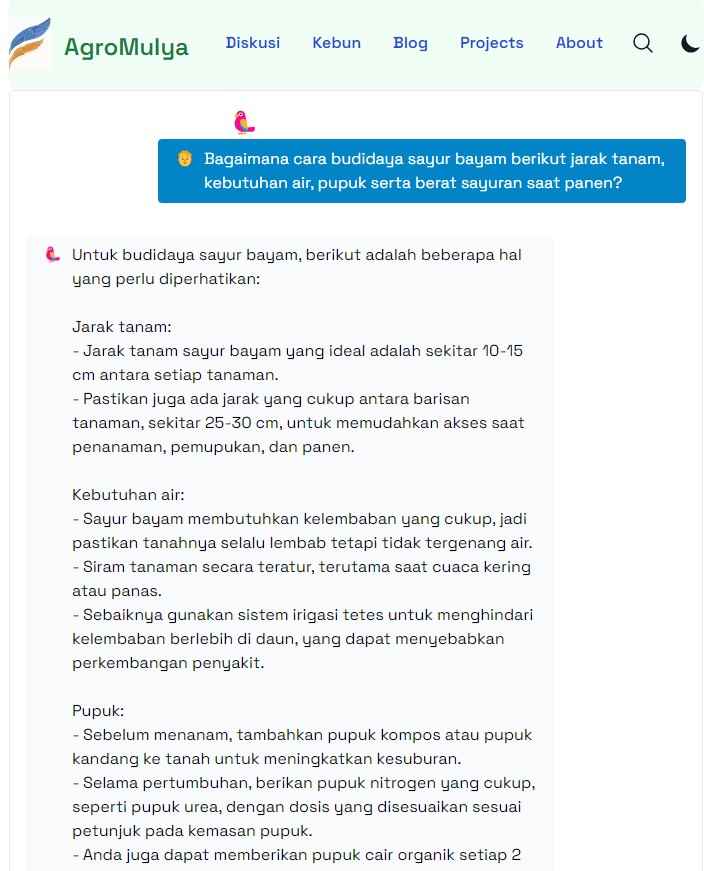 AgroMulya
Diskusi
Kebun
Blog
Projects
About
Bagaimana cara budidaya sayur bayam berikut jarak tanam,
kebutuhan air, pupuk serta berat sayuran saat panen?
Untuk budidaya sayur bayam, berikut adalah beberapa hal
yang perlu diperhatikan:
Jarak tanam:
- Jarak tanam sayur bayam yang ideal adalah sekitar 10-15
cm antara setiap tanaman.
- Pastikan juga ada jarak yang cukup antara barisan
tanaman, sekitar 25-30 cm, untuk memudahkan akses saat
penanaman, pemupukan, dan panen.
Kebutuhan air:
- Sayur bayam membutuhkan kelembaban yang cukup, jadi
pastikan tanahnya selalu lembab tetapi tidak tergenang air.
- Siram tanaman secara teratur, terutama saat cuaca kering
atau panas.
- Sebaiknya gunakan sistem irigasi tetes untuk menghindari
kelembaban berlebih di daun, yang dapat menyebabkan
perkembangan penyakit.
Pupuk:
- Sebelum menanam, tambahkan pupuk kompos atau pupuk
kandang ke tanah untuk meningkatkan kesuburan.
- Selama pertumbuhan, berikan pupuk nitrogen yang cukup,
seperti pupuk urea, dengan dosis yang disesuaikan sesuai
petunjuk pada kemasan pupuk.
- Anda juga dapat memberikan pupuk cair organik setiap 2